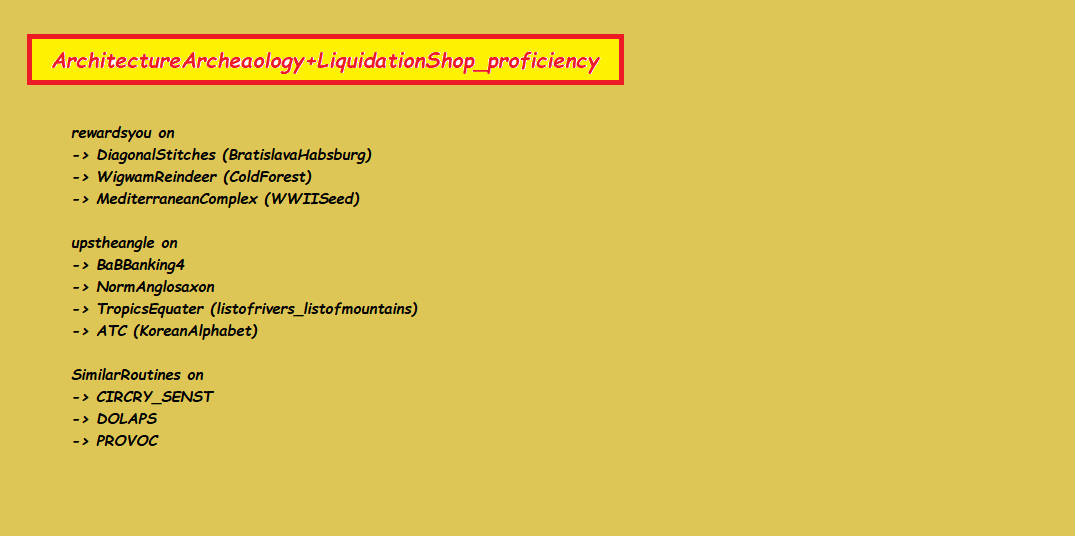 ArchitectureArcheaology+LiquidationShop_proficiency
rewardsyou on
-> DiagonalStitches (BratislavaHabsburg)
-> WigwamReindeer (ColdForest)
-> MediterraneanComplex (WWIISeed)
upstheangle on
-> BaBBanking4
-> NormAnglosaxon
-> TropicsEquater (listofrivers_listofmountains)
-> ATC (KoreanAlphabet)
SimilarRoutines on
-> CIRCRY_SENST
-> DOLAPS
-> PROVOC